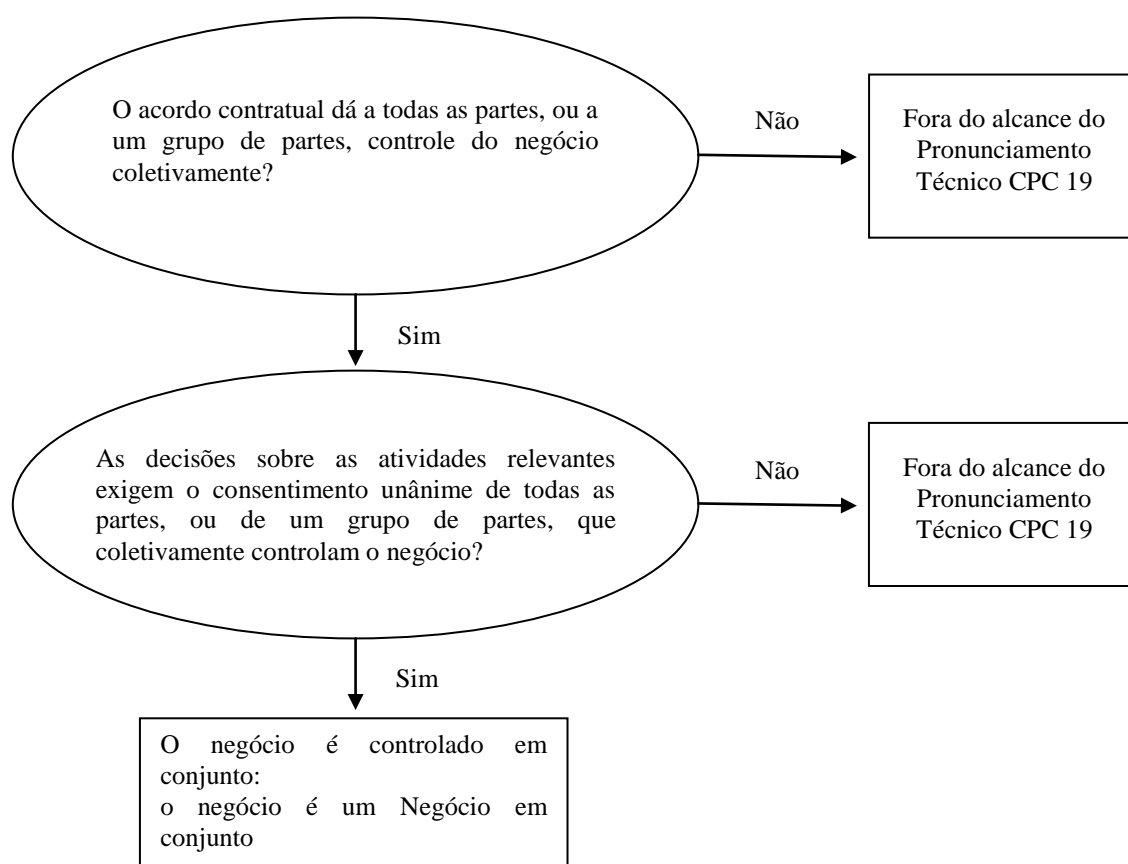 O acordo contratual dá a todas as partes, ou a
um grupo de partes, controle do negócio
coletivamente?
Não
Fora do alcance do
Pronunciamento
Técnico CPC 19
Sim
As decisões sobre as atividades relevantes
exigem o consentimento unânime de todas as
partes, ou de um grupo de partes, que
coletivamente controlam o negócio?
Não
Fora do alcance do
Pronunciamento
Técnico CPC 19
Sim
O negócio é controlado em
conjunto:
o negócio é um Negócio em
conjunto